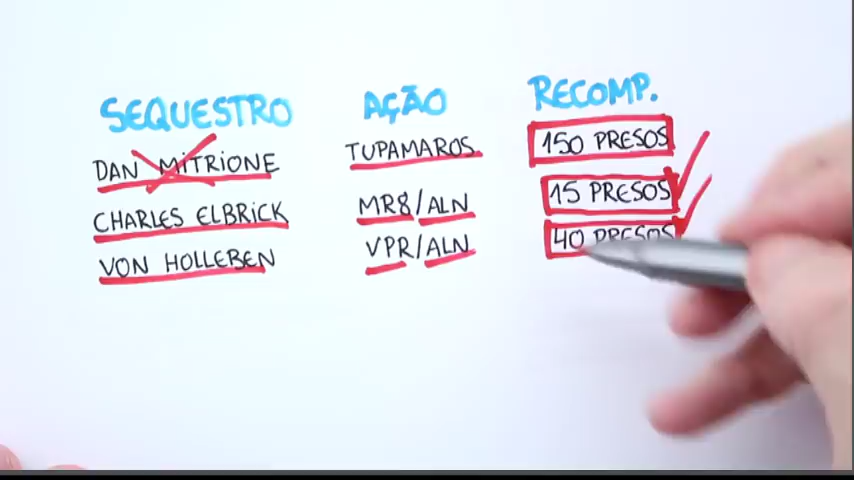 SEQUESTRO AÇÃO RECOMP.
DAN MITRIONE TUPAMAROS 150 PRESOS
CHARLES ELBRICK MR8/ALN 15 PRESOS
VON HOLLEBEN VPR/ALN 40 PRESOS